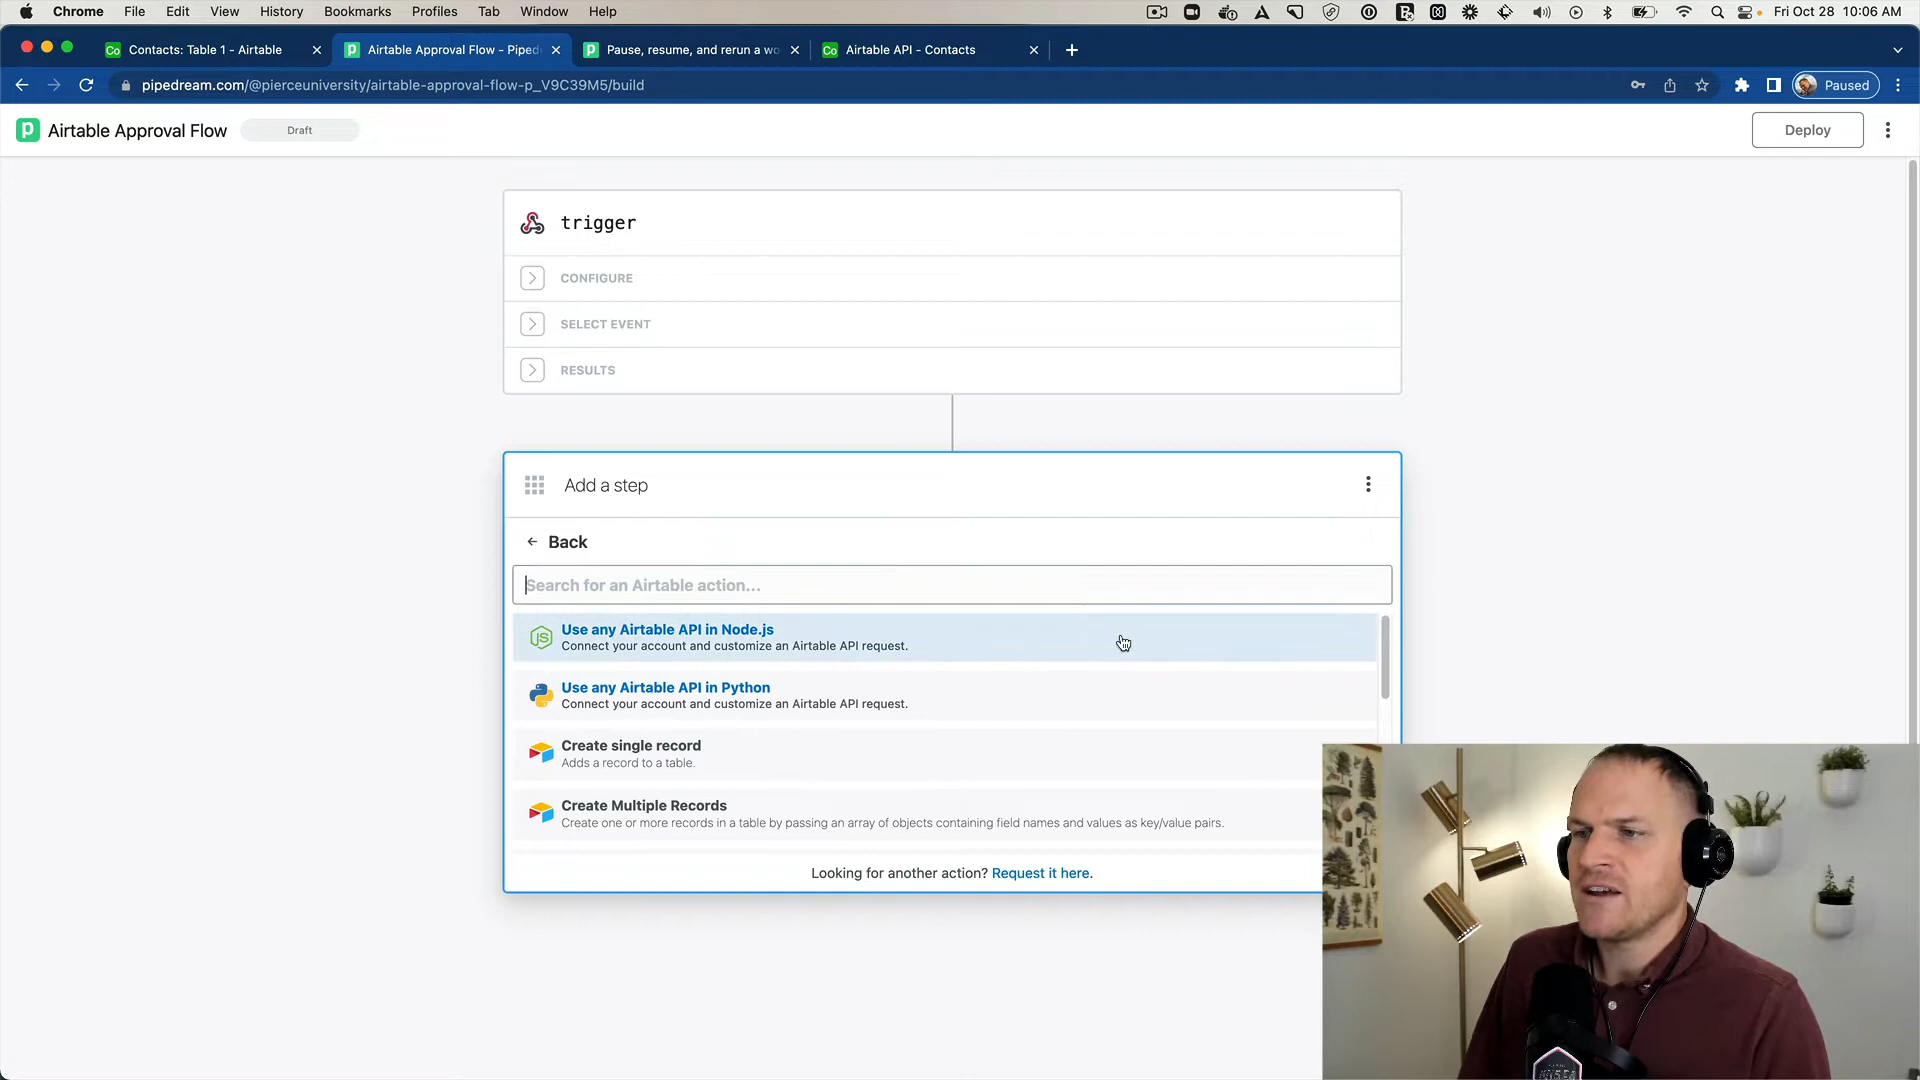 Chrome File Edit View History Bookmarks Profiles Tab Window Help Fri Oct 28 10:06 AM
Contacts: Table 1 - Airtable Airtable Approval Flow - Piped Pause, resume, and rerun a wo Airtable API - Contacts
pipedream.com/@pierceuniversity/airtable-approval-flow-p_V9C39M5/build Paused
Airtable Approval Flow Draft Deploy
trigger
CONFIGURE
SELECT EVENT
RESULTS
Add a step
Back
Search for an Airtable action...
Use any Airtable API in Node.js
Connect your account and customize an Airtable API request.
Use any Airtable API in Python
Connect your account and customize an Airtable API request.
Create single record
Adds a record to a table.
Create Multiple Records
Create one or more records in a table by passing an array of objects containing field names and values as key/value pairs.
Looking for another action? Request it here.